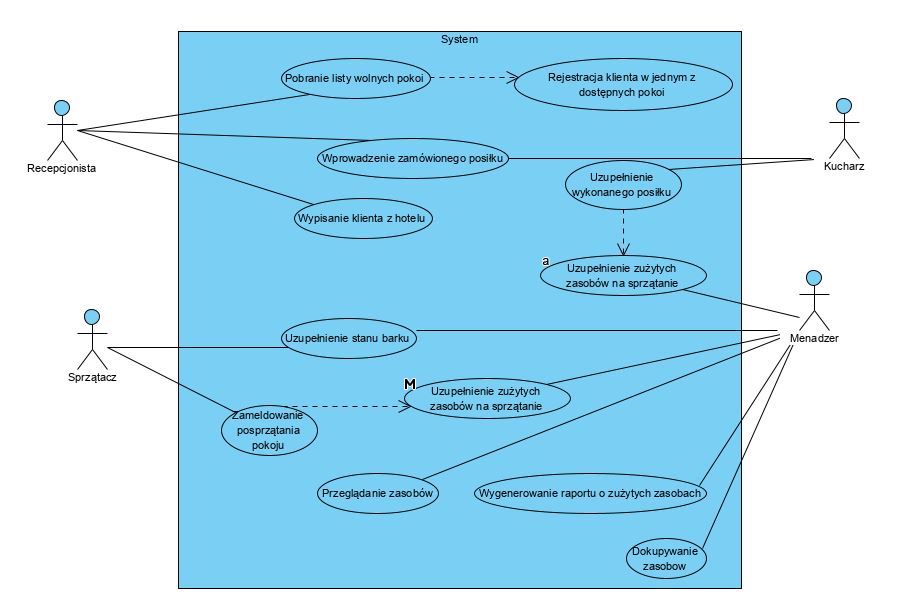 System
Pobranie listy wolnych pokoi
Rejestracja klienta w jednym z
dostępnych pokoi
Recepcjonista
Kucharz
Wprowadzenie zamówionego posiłku
Uzupełnienie
wykonanego posiłku
Wypisanie klienta z hotelu
a
Uzupełnienie zużytych
zasobów na sprzątanie
Menadzer
Uzupełnienie stanu barku
Sprzątacz
M
Uzupełnienie zużytych
zasobów na sprzątanie
Zameldowanie
posprzątania
pokoju
Przeglądanie zasobów
Wygenerowanie raportu o zużytych zasobach
Dokupywanie
zasobow